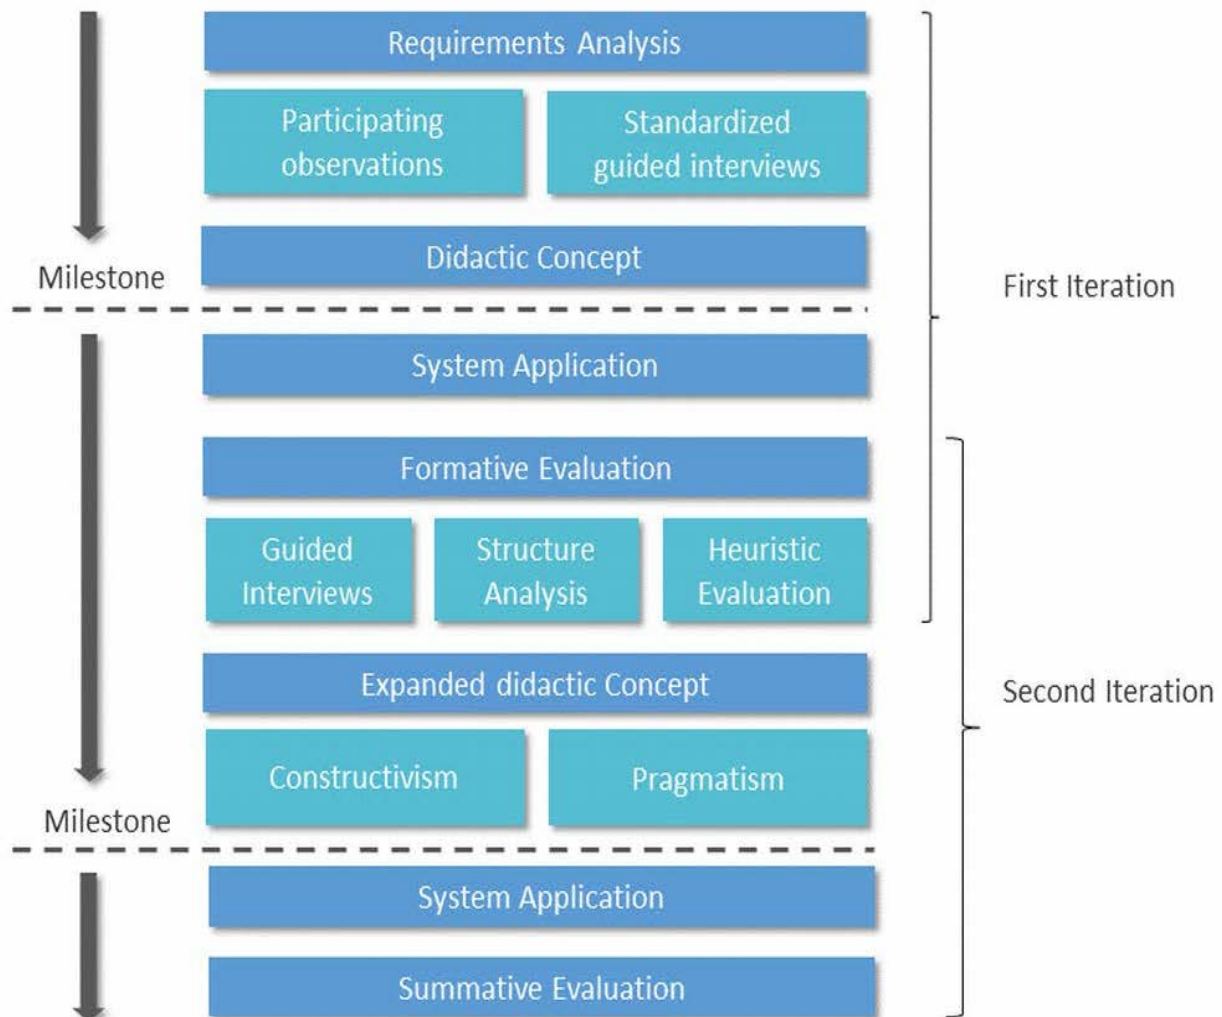 Requirements Analysis
Participating
observations
Standardized
guided interviews
Didactic Concept
Milestone
First Iteration
System Application
Formative Evaluation
Guided
Interviews
Structure
Analysis
Heuristic
Evaluation
Expanded didactic Concept
Second Iteration
Constructivism
Pragmatism
Milestone
System Application
Summative Evaluation